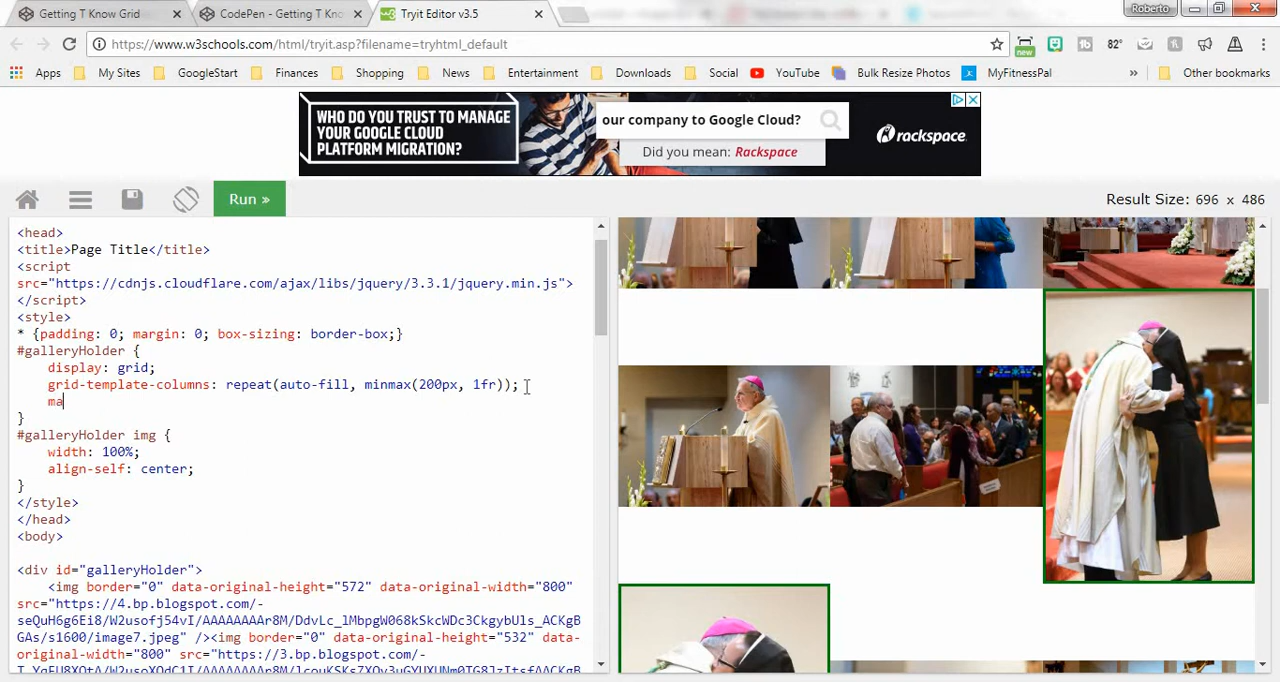 Getting T Know Grid
CodePen - Getting T Kno
Tryit Editor v3.5
Roberto
https://www.w3schools.com/html/tryit.asp?filename=tryhtml_default
new
82°
Apps
My Sites
GoogleStart
Finances
Shopping
News
Entertainment
Downloads
Social
YouTube
Bulk Resize Photos
MyFitnessPal
»
Other bookmarks
WHO DO YOU TRUST TO MANAGE
YOUR GOOGLE CLOUD
PLATFORM MIGRATION?
our company to Google Cloud?
Did you mean: Rackspace
rackspace.
Run »
Result Size: 696 x 486
<head>
<title>Page Title</title>
<script
src="https://cdnjs.cloudflare.com/ajax/libs/jquery/3.3.1/jquery.min.js">
</script>
<style>
* {padding: 0; margin: 0; box-sizing: border-box;}
#galleryHolder {
display: grid;
grid-template-columns: repeat(auto-fill, minmax(200px, 1fr));
ma
}
#galleryHolder img {
width: 100%;
align-self: center;
}
</style>
</head>
<body>
<div id="galleryHolder">
<img border="0" data-original-height="572" data-original-width="800"
src="https://4.bp.blogspot.com/-
seQuH6g6Ei8/W2usofj54vI/AAAAAAAAr8M/DdvLc_lMbpgW068kSkcWDc3CkgybUls_ACKgB
GAs/s1600/image7.jpeg" /><img border="0" data-original-height="532" data-
original-width="800" src="https://3.bp.blogspot.com/-